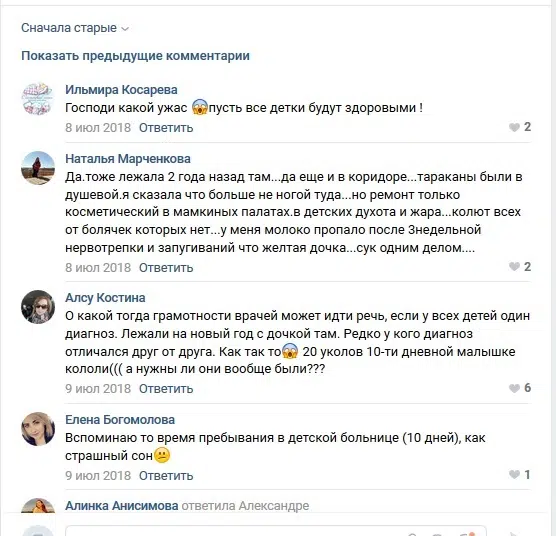 Сначала старые
Показать предыдущие комментарии
Ильмира Косарева
Господи какой ужас 😱пусть все детки будут здоровыми !
8 июл 2018 Ответить 2
Наталья Марченкова
Да.тоже лежала 2 года назад там...да еще и в коридоре...тараканы были в
душевой.я сказала что больше не ногой туда...но ремонт только
косметический в мамкиных палатах.в детских духота и жара...колют всех
от болячек которых нет...у меня молоко пропало после 3недельной
нервотрепки и запугиваний что желтая дочка...сук одним делом....
8 июл 2018 Ответить 2
Алсу Костина
О какой тогда грамотности врачей может идти речь, если у всех детей один
диагноз. Лежали на новый год с дочкой там. Редко у кого диагноз
отличался друг от друга. Как так то😱 20 уколов 10-ти дневной малышке
кололи((( а нужны ли они вообще были???
9 июл 2018 Ответить 6
Елена Богомолова
Вспоминаю то время пребывания в детской больнице (10 дней), как
страшный сон😕
9 июл 2018 Ответить 1
Алинка Анисимова ответила Александре